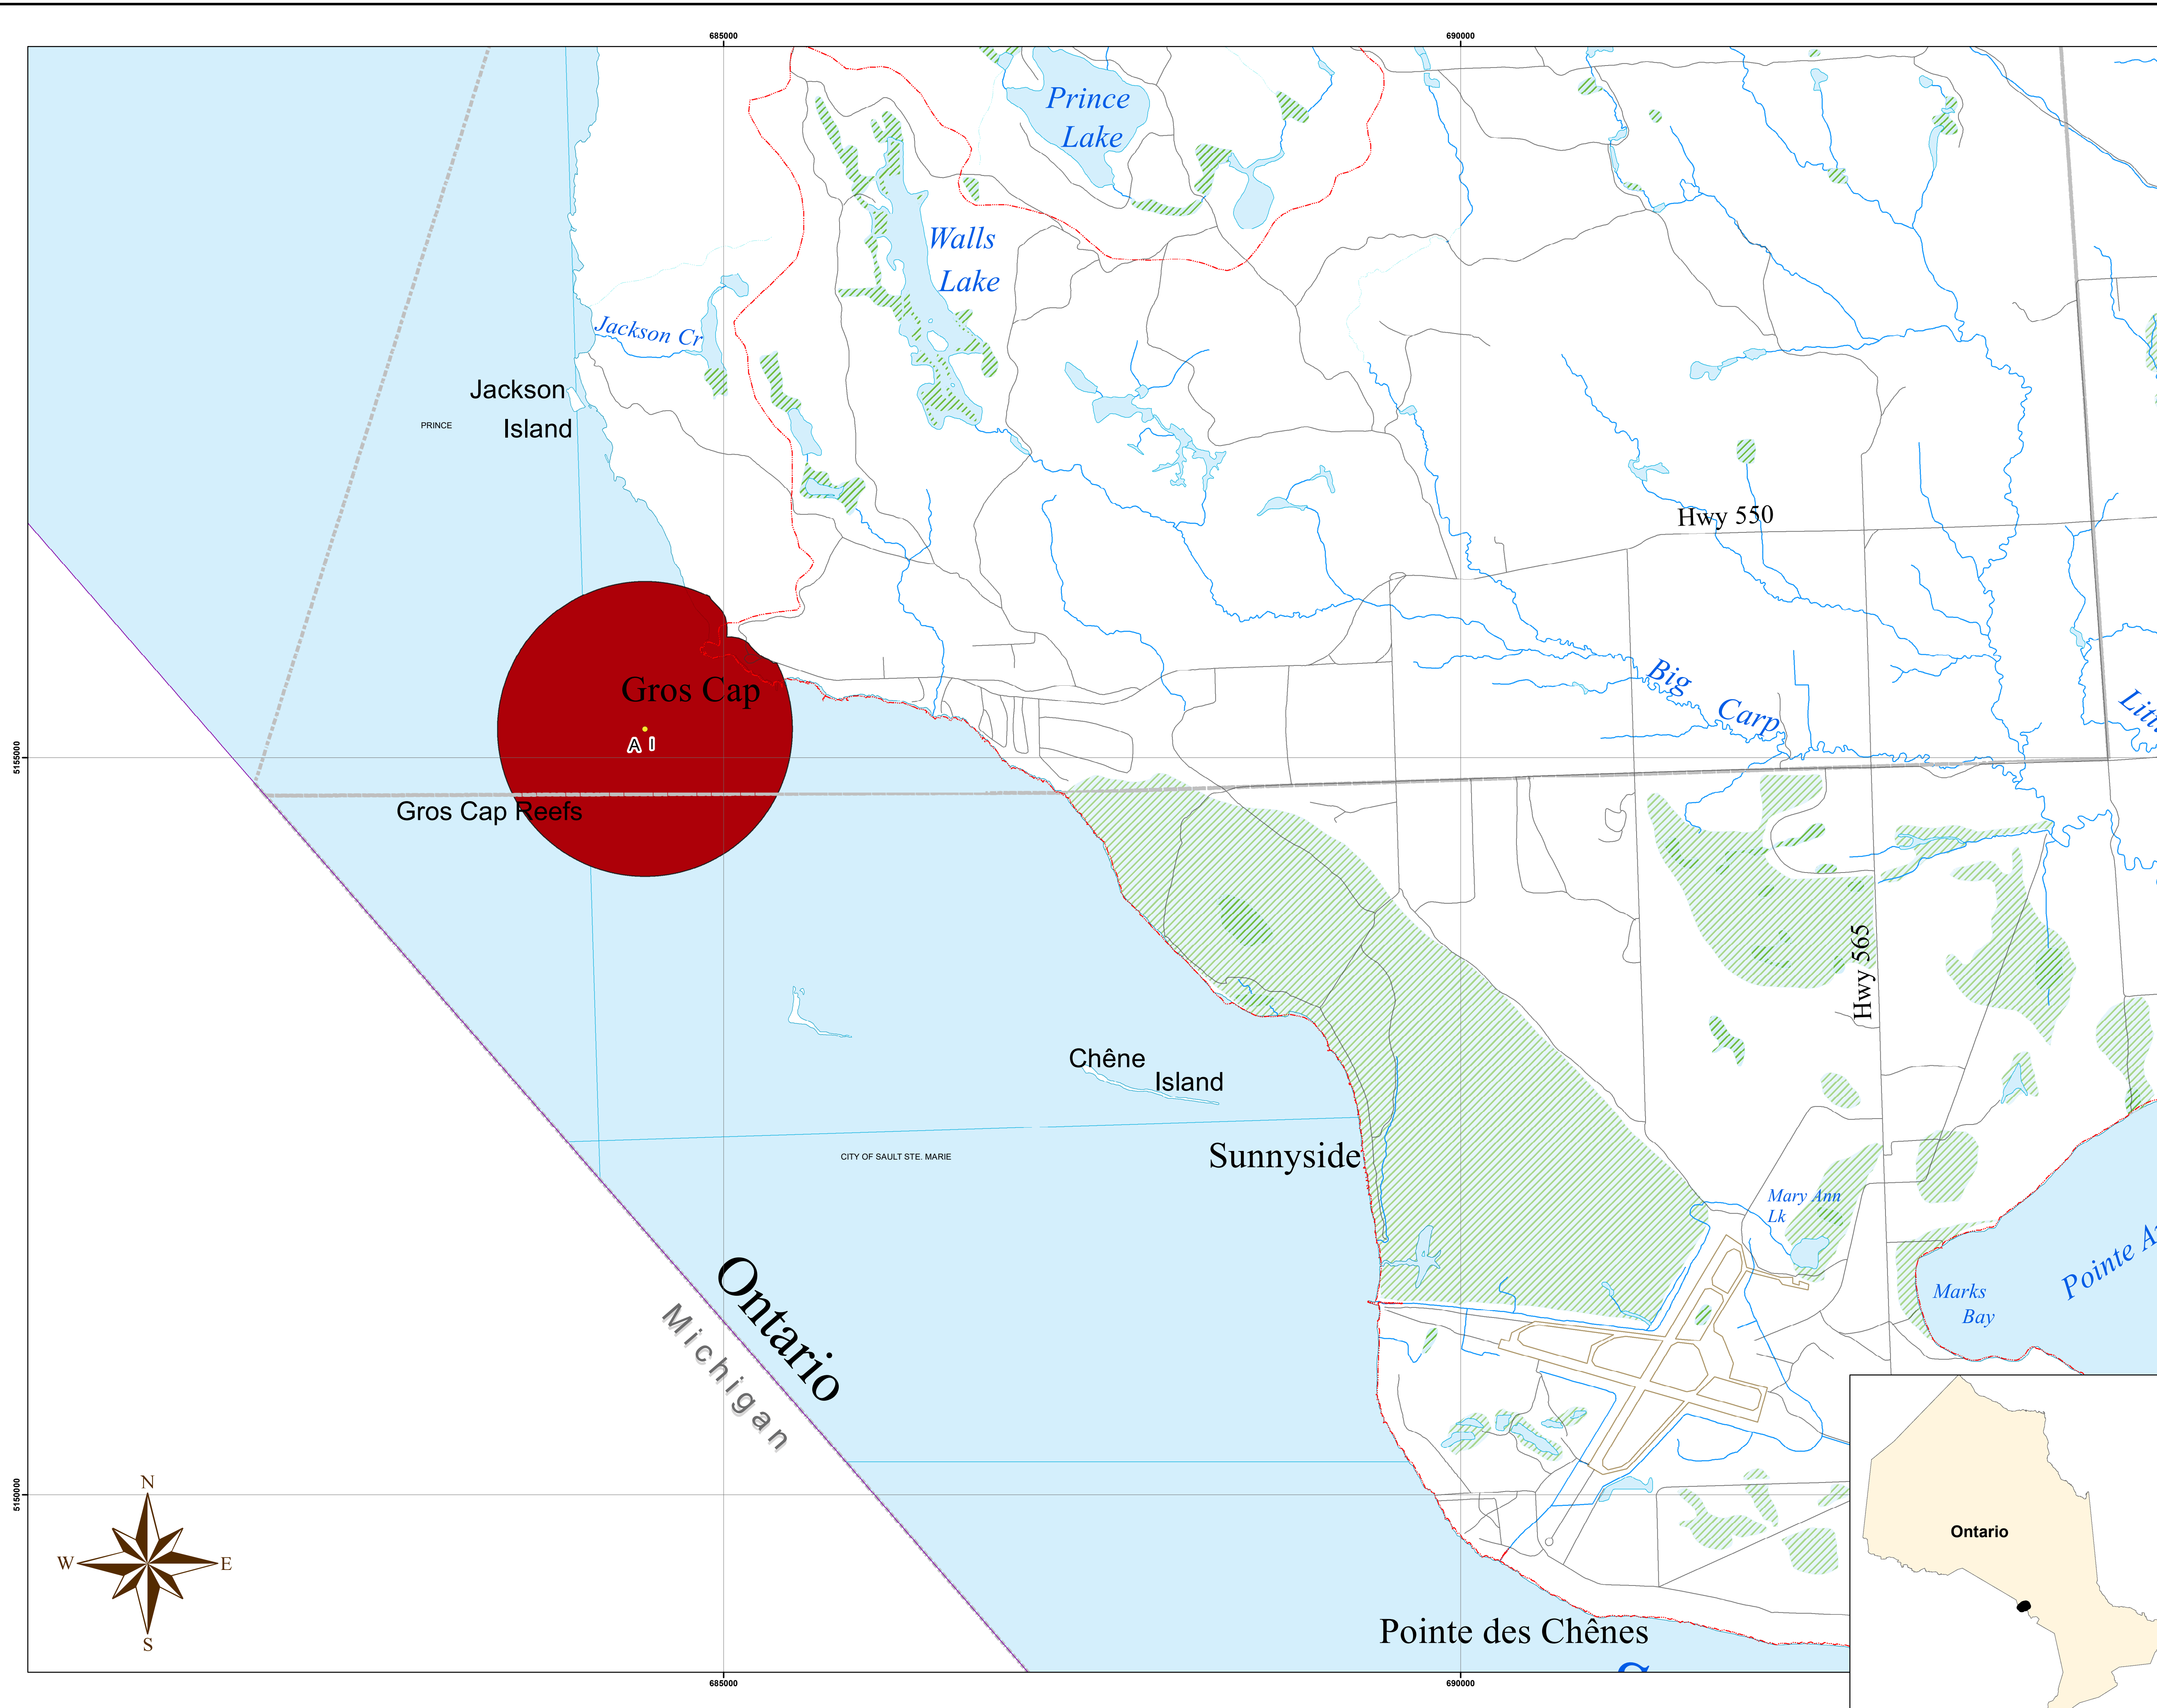 685000
690000
Prince
Lake
Walls
Lake
Jackson Cr
Jackson
Island
PRINCE
Hwy 550
Gros Cap
A I
Big
Carp
5155000
Gros Cap Reefs
Hwy 565
Chêne
Island
Sunnyside
CITY OF SAULT STE. MARIE
Mary Ann
Lk
Marks
Bay
Pointe
Ontario
Michigan
5150000
N
W
E
S
Ontario
Pointe des Chênes
685000
690000